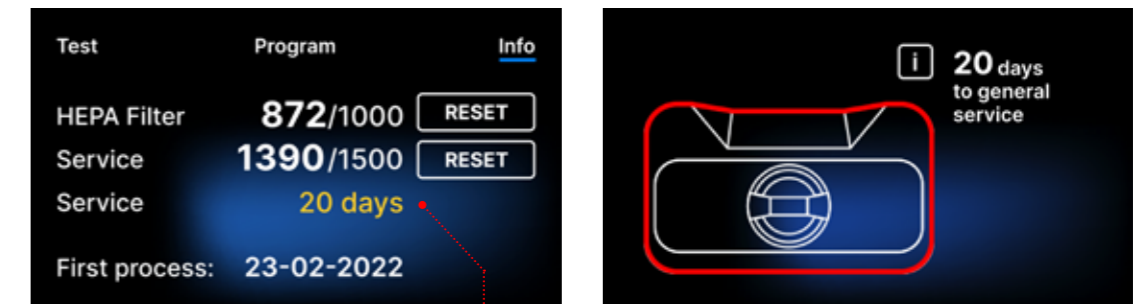 Test Program Info
HEPA Filter 872/1000 RESET
Service 1390/1500 RESET
Service 20 days
First process: 23-02-2022
i 20 days
to general
service